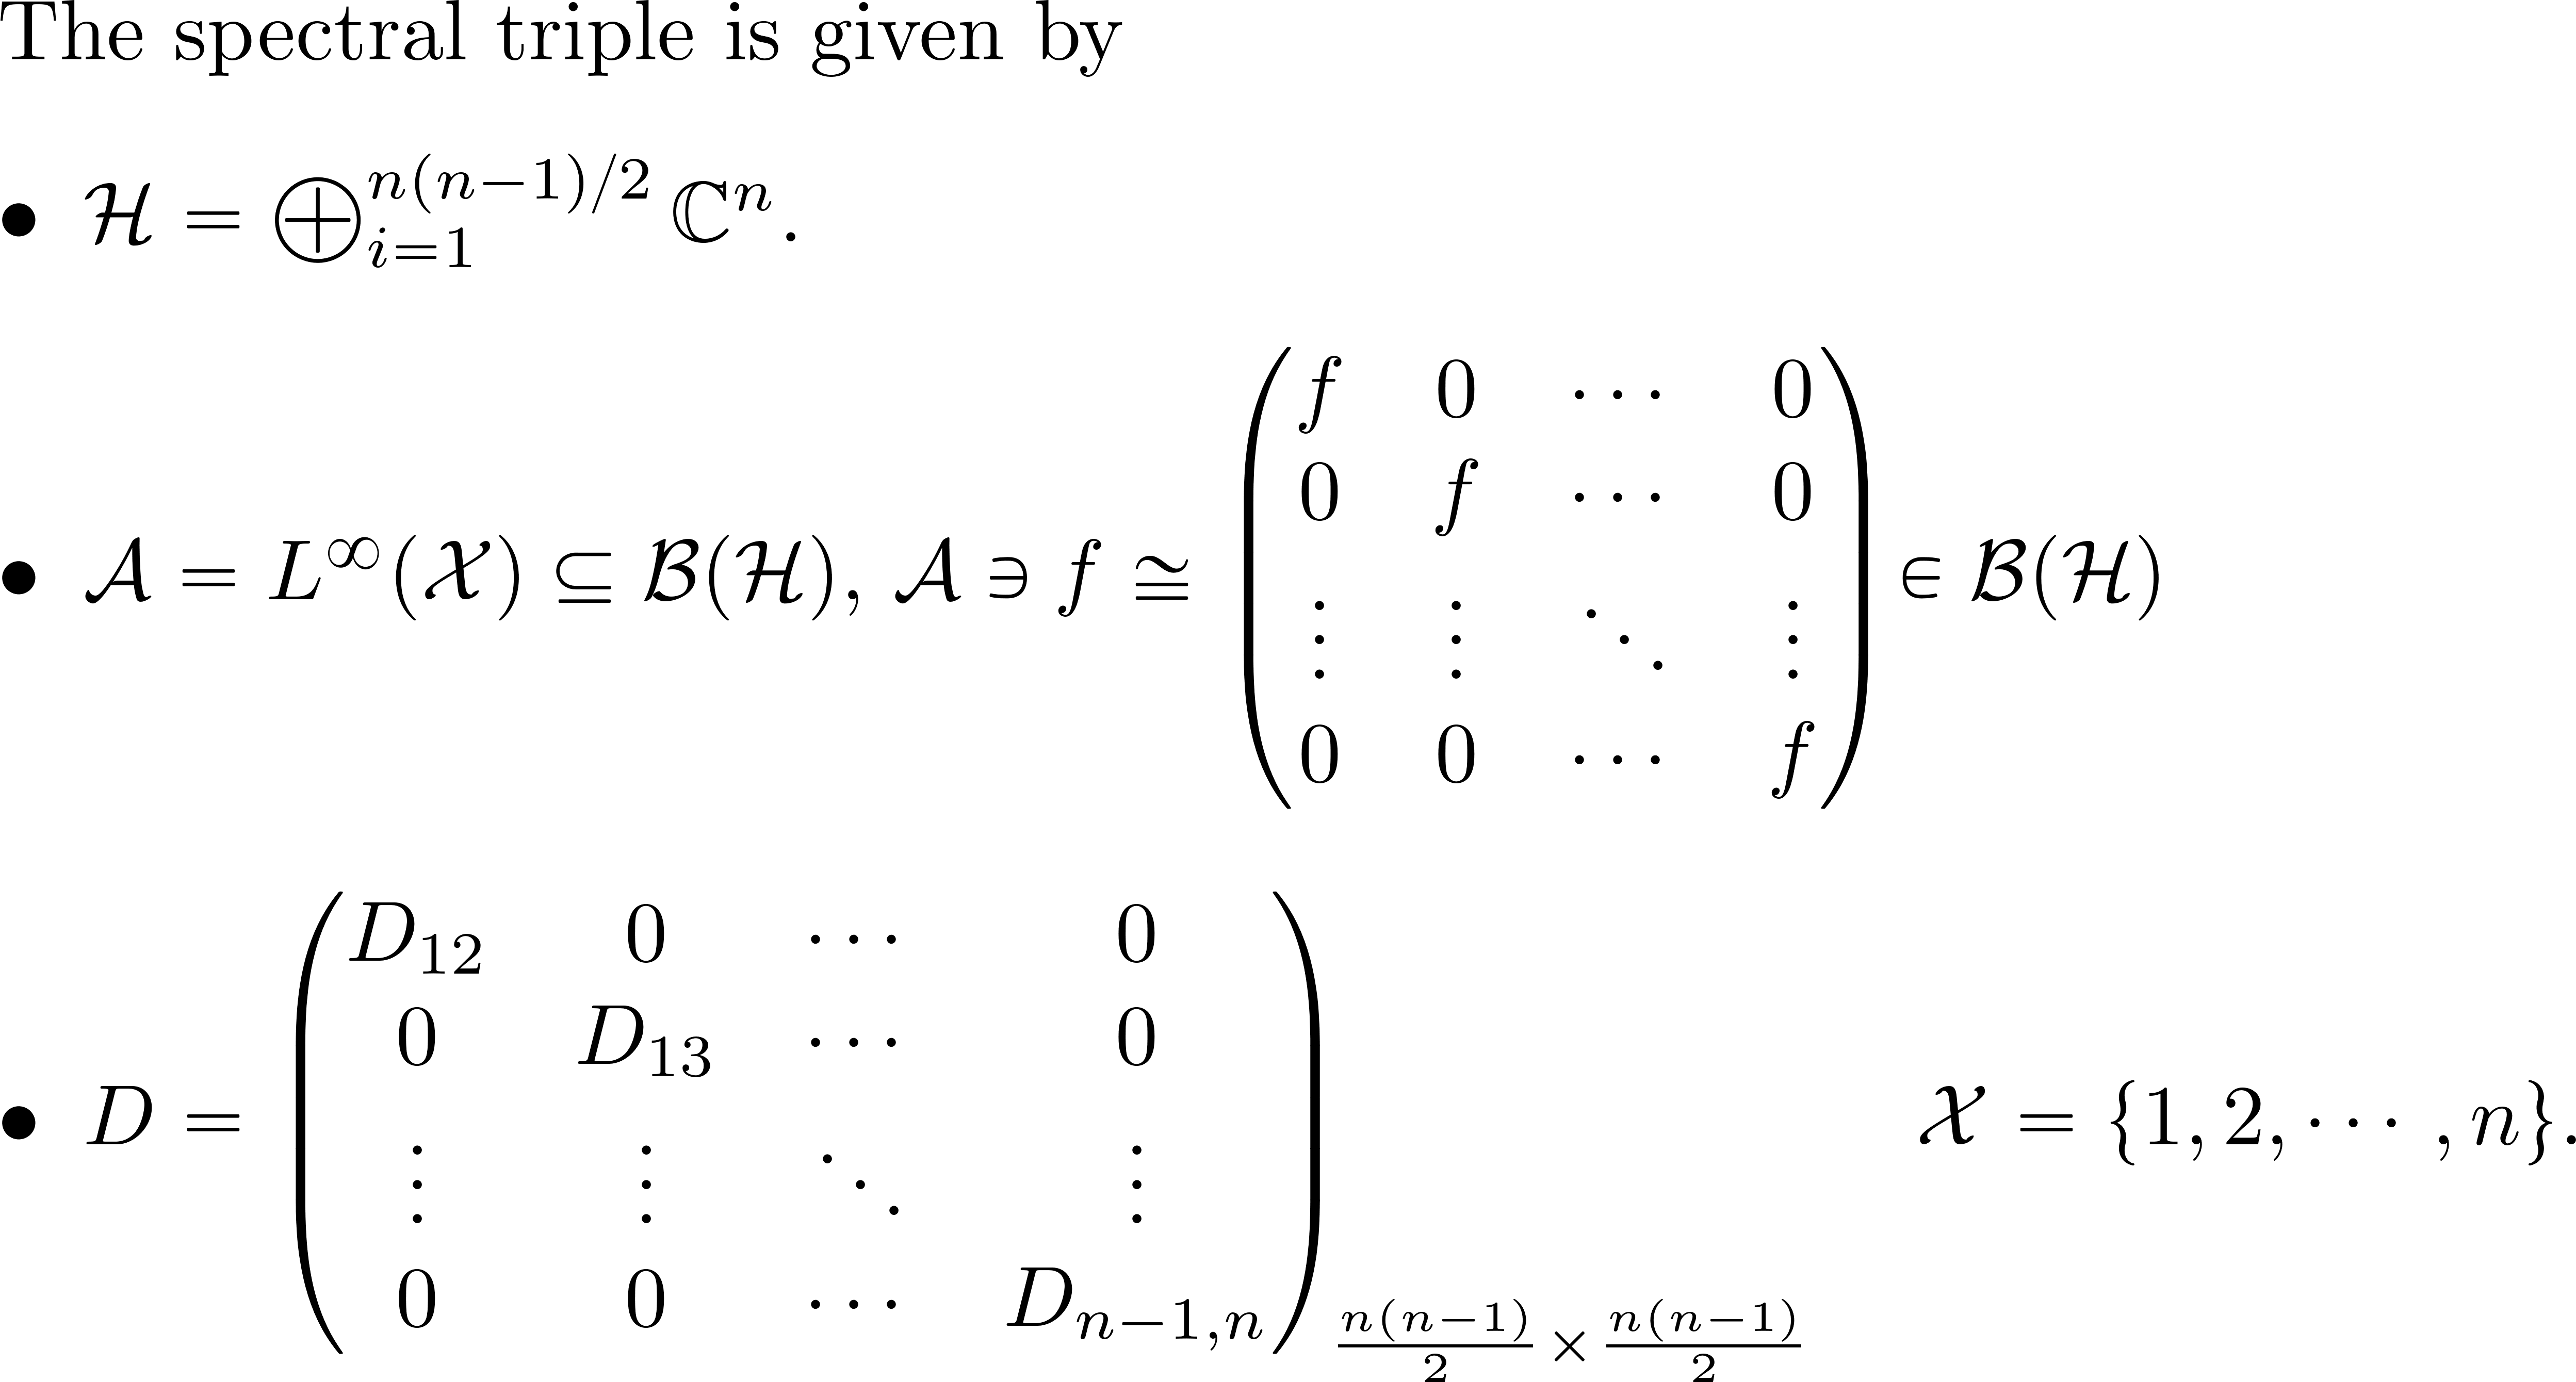 The spectral triple is given by
• $\mathcal{H} = \bigoplus_{i=1}^{n(n-1)/2} \mathbb{C}^n.$
• $\mathcal{A} = L^\infty(\mathcal{X}) \subseteq \mathcal{B}(\mathcal{H}), \mathcal{A} \ni f \cong \begin{pmatrix} f & 0 & \cdots & 0 \\ 0 & f & \cdots & 0 \\ \vdots & \vdots & \ddots & \vdots \\ 0 & 0 & \cdots & f \end{pmatrix} \in \mathcal{B}(\mathcal{H})$
• $D = \begin{pmatrix} D_{12} & 0 & \cdots & 0 \\ 0 & D_{13} & \cdots & 0 \\ \vdots & \vdots & \ddots & \vdots \\ 0 & 0 & \cdots & D_{n-1,n} \end{pmatrix}_{\frac{n(n-1)}{2} \times \frac{n(n-1)}{2}} \quad \mathcal{X} = \{1, 2, \cdots, n\}.$